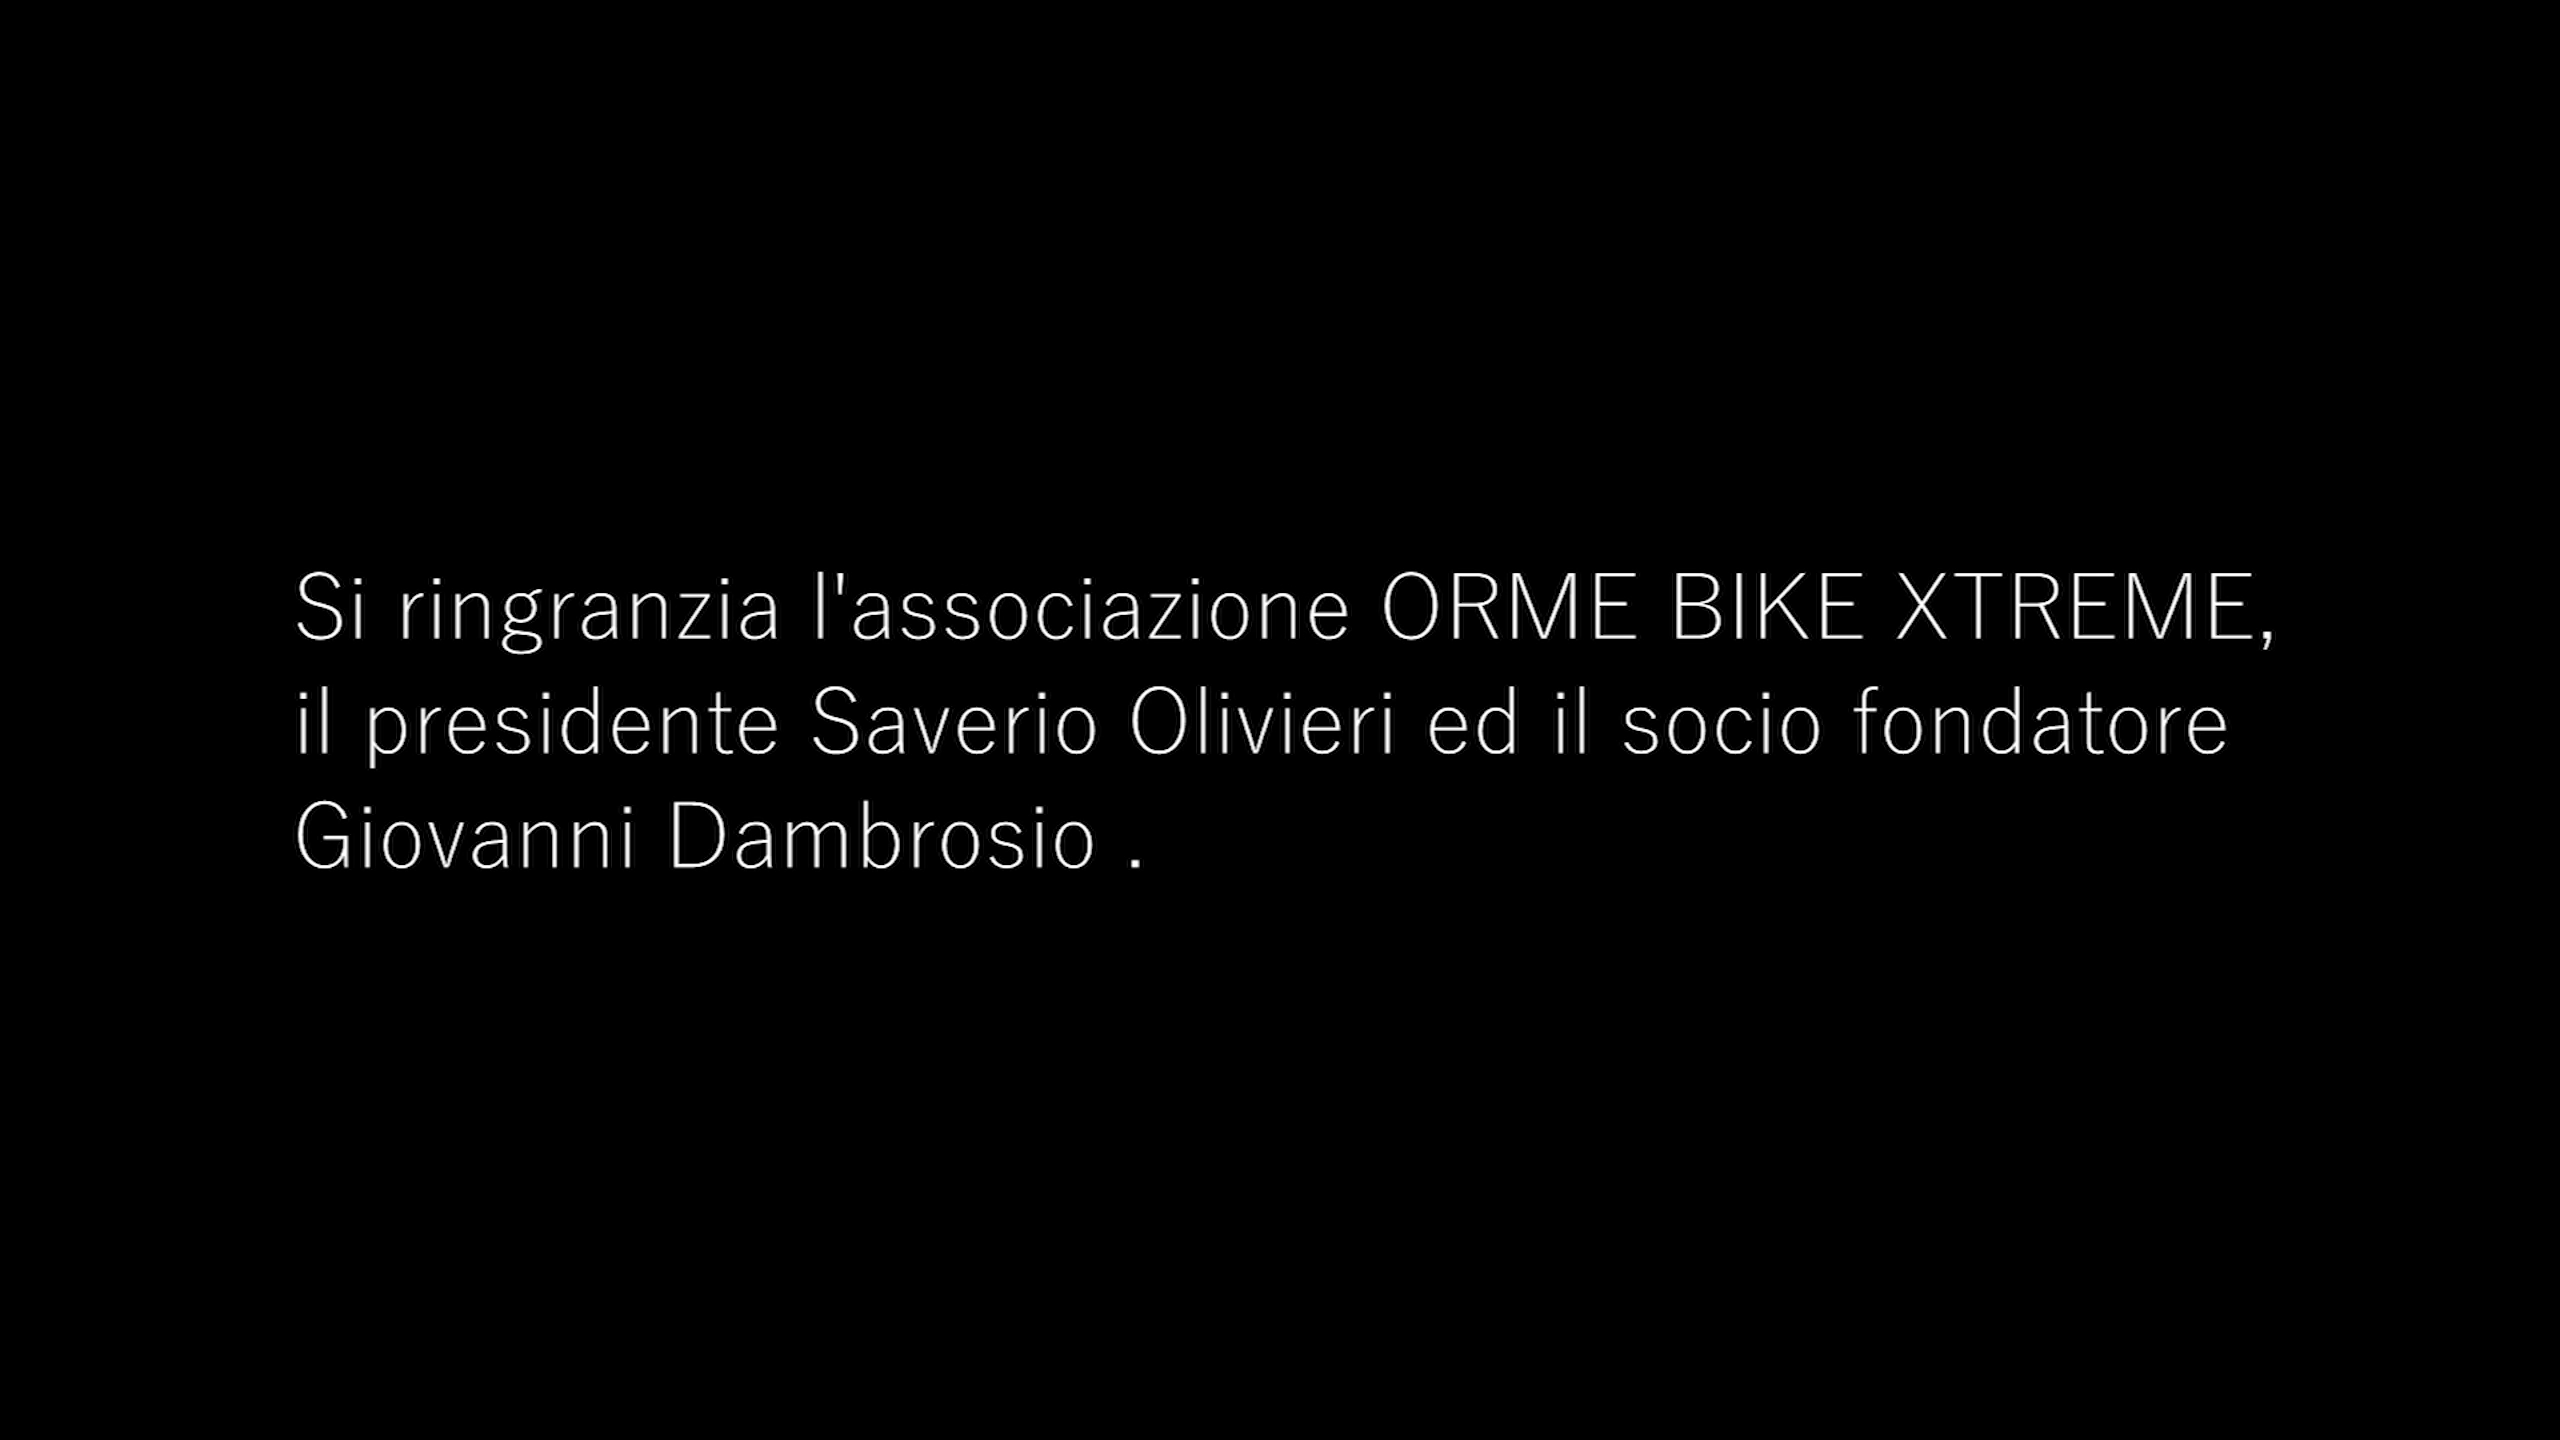 Si ringranzia l'associazione ORME BIKE XTREME,
il presidente Saverio Olivieri ed il socio fondatore
Giovanni Dambrosio .